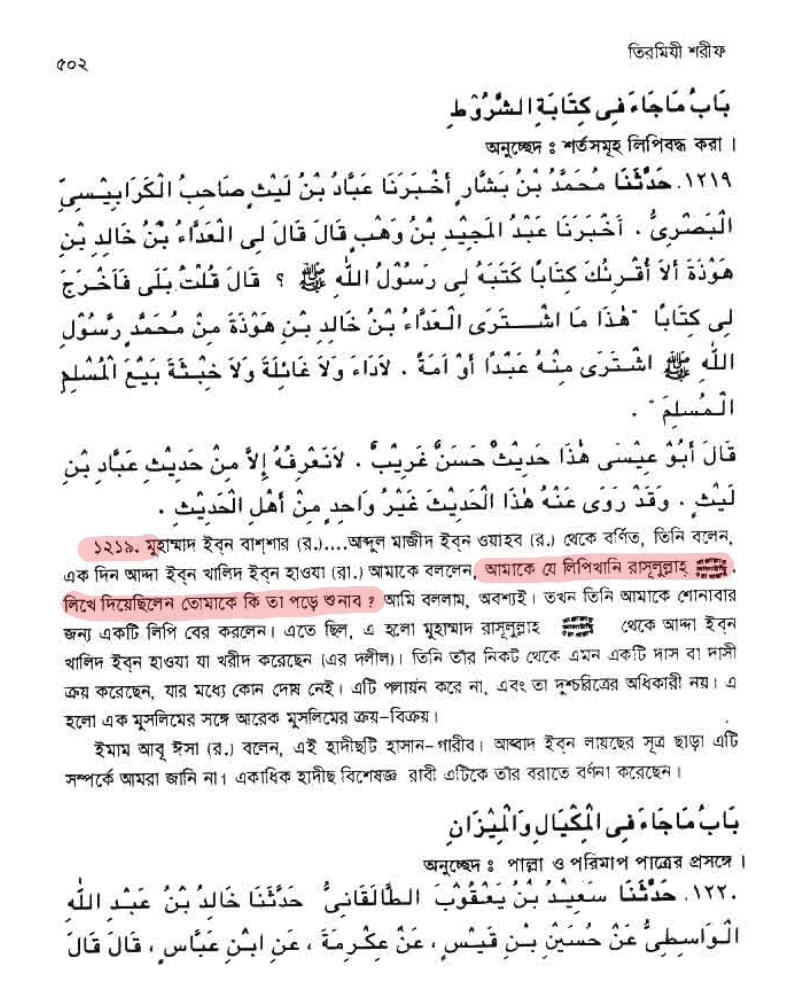 ৫০২
তিরমিযী শরীফ
بَابُ مَاجَاءَ فِى كِتَابَةِ الشُّرُوْطِ
অনুচ্ছেদ : শর্তসমূহ লিপিবদ্ধ করা ।
١٢١٩. حَدَّثَنَا مُحَمَّدُ بْنُ بَشَّارٍ أَخْبَرَنَا عَبَّادُ بْنُ لَيْثٍ صَاحِبُ الْكَرَابِيْسِىِّ
الْبَصْرِىُّ . أَخْبَرَنَا عَبْدُ الْمَجِيْدِ بْنُ وَهْبٍ قَالَ قَالَ لِى الْعَدَّاءُ بْنُ خَالِدِ بْنِ
هَوْذَةَ أَلاَ أُقْرِئُكَ كِتَابًا كَتَبَهُ لِى رَسُوْلُ اللّٰهِ ﷺ ؟ قَالَ قُلْتُ بَلَى فَأَخْرَجَ
لِى كِتَابًا "هٰذَا مَا اشْتَرَى الْعَدَّاءُ بْنُ خَالِدِ بْنِ هَوْذَةَ مِنْ مُحَمَّدٍ رَّسُوْلِ
اللّٰهِ ﷺ اشْتَرَى مِنْهُ عَبْدًا أَوْ أَمَةً . لاَدَاءَ وَلاَ غَائِلَةَ وَلاَ خِبْثَةَ بَيْعَ الْمُسْلِمِ
الْمُسْلِمَ" .
قَالَ أَبُوْ عِيْسَى هٰذَا حَدِيْثٌ حَسَنٌ غَرِيْبٌ . لاَنَعْرِفُهُ إِلاَّ مِنْ حَدِيْثِ عَبَّادِ بْنِ
لَيْثٍ . وَقَدْ رَوَى عَنْهُ هٰذَا الْحَدِيْثَ غَيْرُ وَاحِدٍ مِنْ أَهْلِ الْحَدِيْثِ .
১২১৯. মুহাম্মাদ ইব্‌ন বাশ্‌শার (র.)....আব্দুল মাজীদ ইব্‌ন ওয়াহব (র.) থেকে বর্ণিত, তিনি বলেন,
এক দিন আদ্দা ইব্‌ন খালিদ ইব্‌ন হাওযা (রা.) আমাকে বললেন, আমাকে যে লিপিখানি রাসূলুল্লাহ্ ﷺ
লিখে দিয়েছিলেন তোমাকে কি তা পড়ে শুনাব ? আমি বললাম, অবশ্যই। তখন তিনি আমাকে শোনাবার
জন্য একটি লিপি বের করলেন। এতে ছিল, এ হলো মুহাম্মাদ রাসূলুল্লাহ ﷺ থেকে আদ্দা ইব্‌ন
খালিদ ইব্‌ন হাওযা যা খরীদ করেছেন (এর দলীল)। তিনি তাঁর নিকট থেকে এমন একটি দাস বা দাসী
ক্রয় করেছেন, যার মধ্যে কোন দোষ নেই। এটি পলায়ন করে না, এবং তা দুশ্চরিত্রের অধিকারী নয়। এ
হলো এক মুসলিমের সঙ্গে আরেক মুসলিমের ক্রয়-বিক্রয়।
ইমাম আবূ ঈসা (র.) বলেন, এই হাদীছটি হাসান-গারীব। আব্বাদ ইব্‌ন লায়ছের সূত্র ছাড়া এটি
সম্পর্কে আমরা জানি না। একাধিক হাদীছ বিশেষজ্ঞ রাবী এটিকে তাঁর বরাতে বর্ণনা করেছেন।
بَابُ مَاجَاءَ فِى الْمِكْيَالِ وَالْمِيْزَانِ
অনুচ্ছেদ : পাল্লা ও পরিমাপ পাত্রের প্রসঙ্গে ।
١٢٢٠. حَدَّثَنَا سَعِيْدُ بْنُ يَعْقُوْبَ الطَّالَقَانِىُّ حَدَّثَنَا خَالِدُ بْنُ عَبْدِ اللّٰهِ
الْوَاسِطِىُّ عَنْ حُسَيْنِ بْنِ قَيْسٍ ، عَنْ عِكْرِمَةَ ، عَنِ ابْنِ عَبَّاسٍ ، قَالَ قَالَ